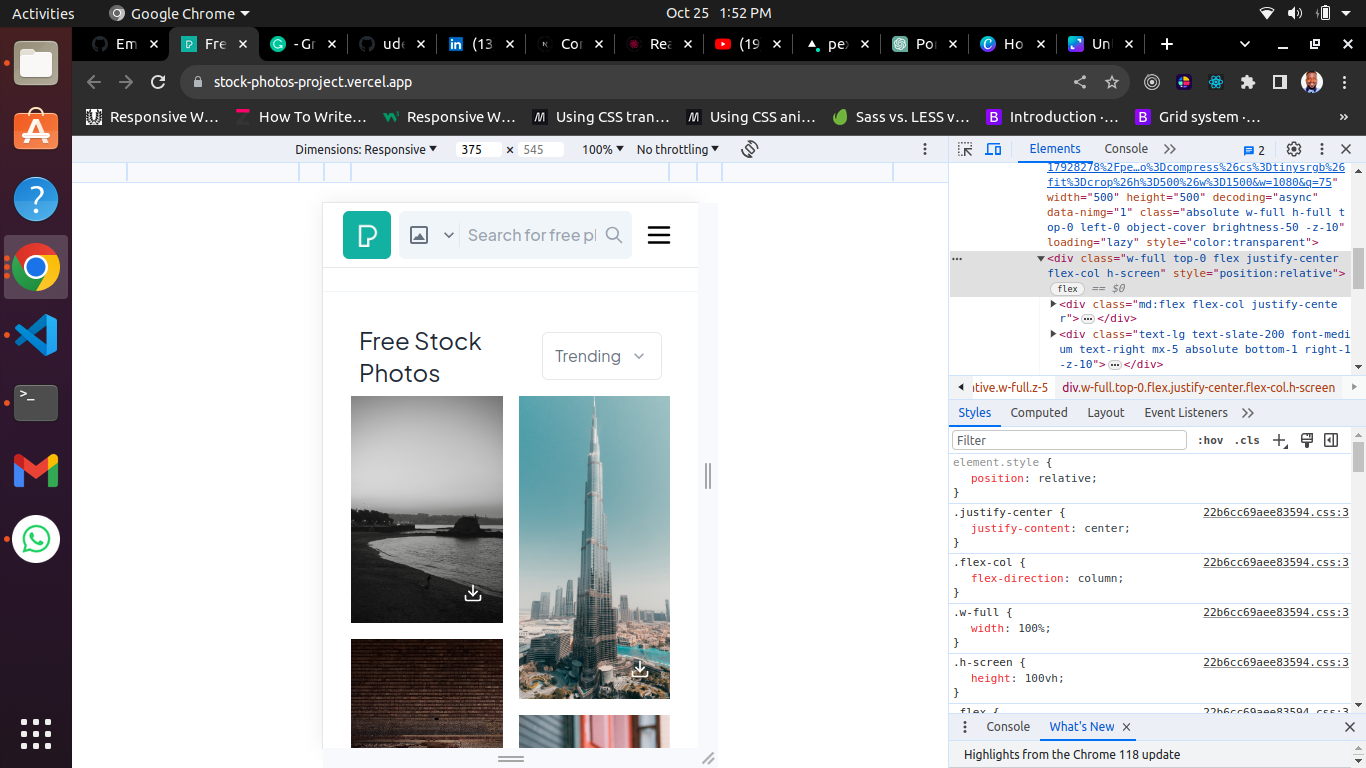 Activities
Google Chrome
Oct 25 1:52 PM
Em
Fre
- Gr
ude
(13
Cor
Rea
(19
pex
Por
Ho
Unl
stock-photos-project.vercel.app
Responsive W…
How To Write…
Responsive W…
Using CSS tran…
Using CSS ani…
Sass vs. LESS v…
Introduction ·…
Grid system ·…
»
Dimensions: Responsive
375 × 545
100%
No throttling
Elements
Console
2
17928278%2Fpe…o%3Dcompress%26cs%3Dtinysrgb%26
fit%3Dcrop%26h%3D500%26w%3D1500&w=1080&q=75"
width="500" height="500" decoding="async"
data-nimg="1" class="absolute w-full h-full t
op-0 left-0 object-cover brightness-50 -z-10"
loading="lazy" style="color:transparent">
<div class="w-full top-0 flex justify-center
flex-col h-screen" style="position:relative">
flex == $0
<div class="md:flex flex-col justify-cente
r">…</div>
<div class="text-lg text-slate-200 font-medi
um text-right mx-5 absolute bottom-1 right-1
-z-10">…</div>
tive.w-full.z-5
div.w-full.top-0.flex.justify-center.flex-col.h-screen
Styles
Computed
Layout
Event Listeners
Filter
:hov
.cls
element.style {
position: relative;
}
.justify-center {
22b6cc69aee83594.css:3
justify-content: center;
}
.flex-col {
22b6cc69aee83594.css:3
flex-direction: column;
}
.w-full {
22b6cc69aee83594.css:3
width: 100%;
}
.h-screen {
22b6cc69aee83594.css:3
height: 100vh;
}
.flex {
22b6cc69aee83594.css:3
Console
What's New
Highlights from the Chrome 118 update
Search for free pl
Free Stock
Photos
Trending